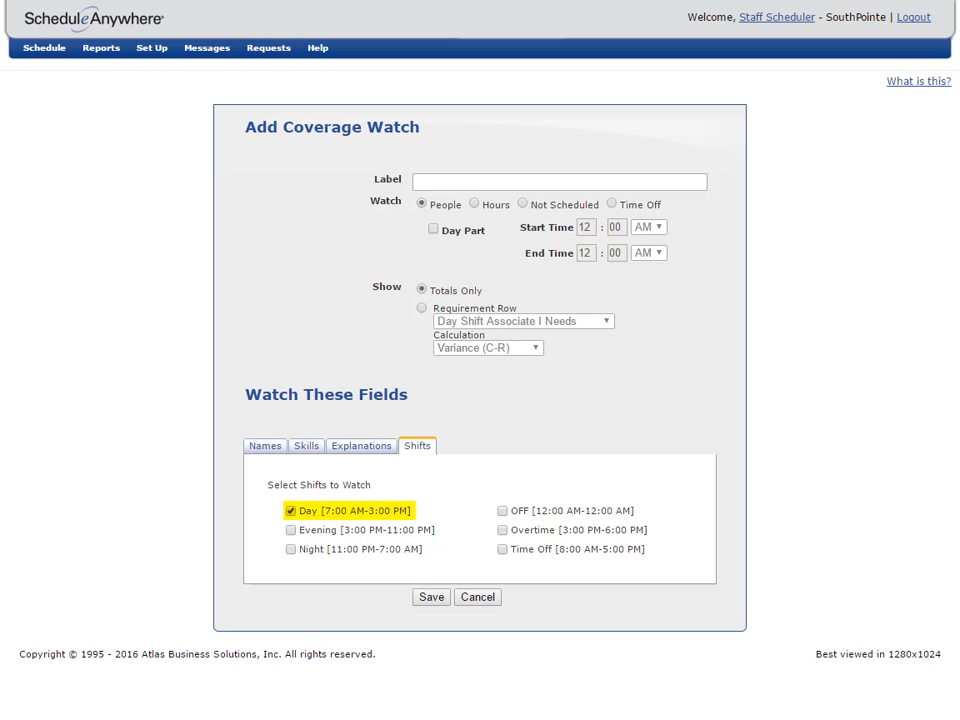 ScheduleAnywhere
Welcome, Staff Scheduler - SouthPointe | Logout
Schedule Reports Set Up Messages Requests Help
What is this?
Add Coverage Watch
Label
Watch People Hours Not Scheduled Time Off
Day Part Start Time 12 : 00 AM
End Time 12 : 00 AM
Show Totals Only
Requirement Row
Day Shift Associate I Needs
Calculation
Variance (C-R)
Watch These Fields
Names Skills Explanations Shifts
Select Shifts to Watch
Day [7:00 AM-3:00 PM] OFF [12:00 AM-12:00 AM]
Evening [3:00 PM-11:00 PM] Overtime [3:00 PM-6:00 PM]
Night [11:00 PM-7:00 AM] Time Off [8:00 AM-5:00 PM]
Save Cancel
Copyright © 1995 - 2016 Atlas Business Solutions, Inc. All rights reserved. Best viewed in 1280x1024